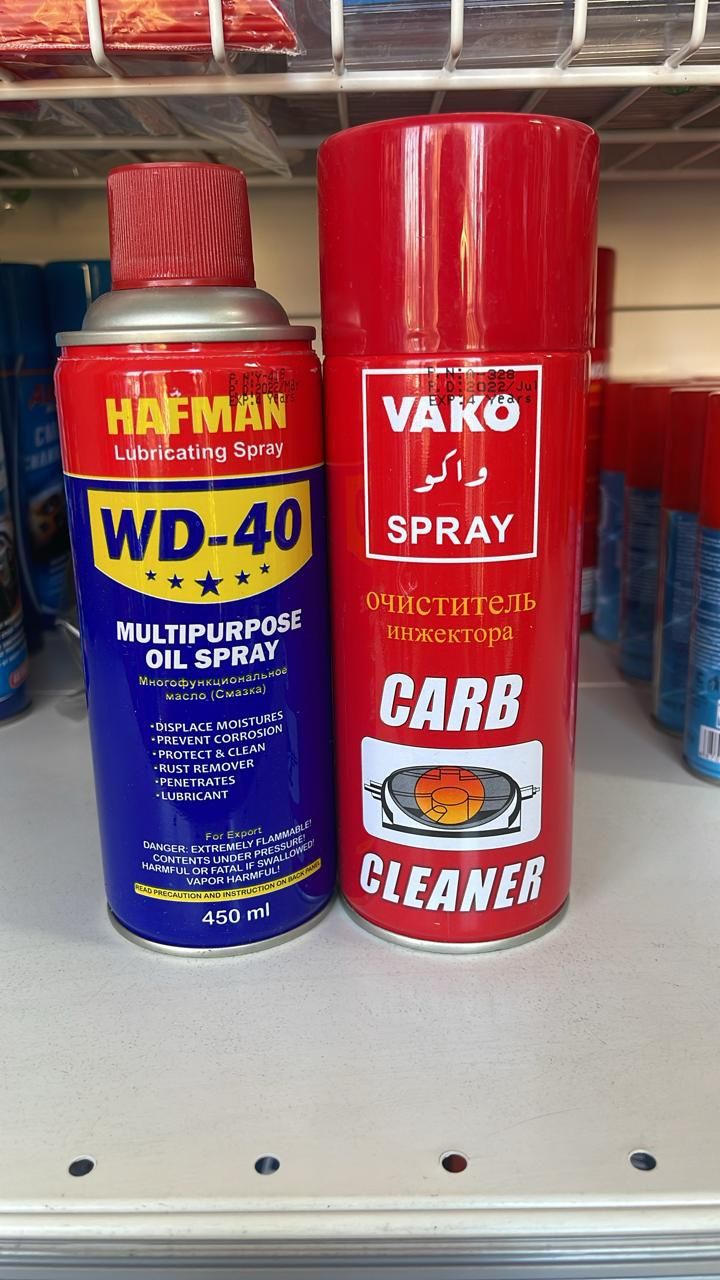 P.D:2022/Mar
HAFMAN
Lubricating Spray
WD-40
MULTIPURPOSE
OIL SPRAY
Многофункциональное
масло (Смазка)
•DISPLACE MOISTURES
•PREVENT CORROSION
•PROTECT & CLEAN
•RUST REMOVER
•PENETRATES
•LUBRICANT
For Export
DANGER: EXTREMELY FLAMMABLE!
CONTENTS UNDER PRESSURE!
HARMFUL OR FATAL IF SWALLOWED!
VAPOR HARMFUL!
READ PRECAUTION AND INSTRUCTION ON BACK PANEL
450 ml
P.D:2022/Jul
EXP:4 Years
VAKO
واکو
SPRAY
очиститель
инжектора
CARB
CLEANER